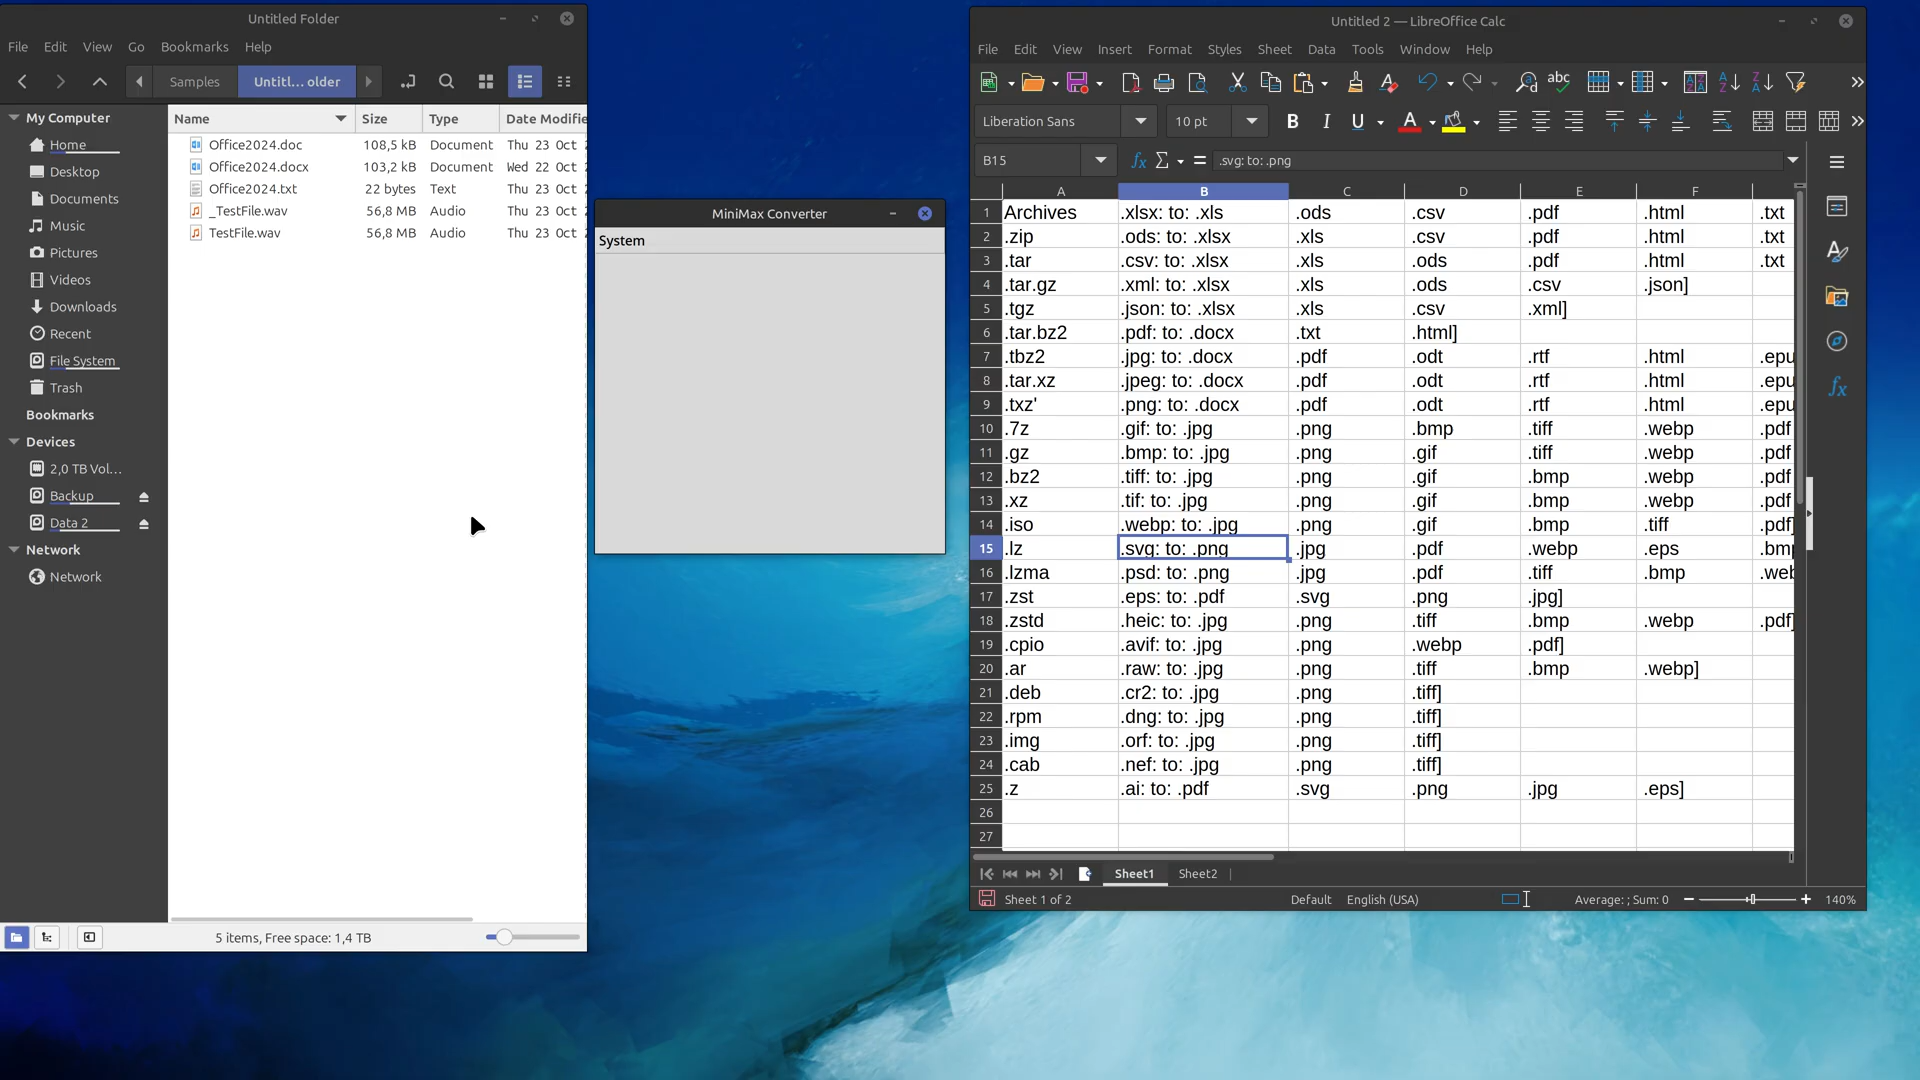 Untitled Folder
File Edit View Go Bookmarks Help
Samples Untitl... older
My Computer
Home
Desktop
Documents
Music
Pictures
Videos
Downloads
Recent
File System
Trash
Bookmarks
Devices
2,0 TB Vol...
Backup
Data 2
Network
Network
Name Size Type Date Modifie
Office2024.doc 108,5 kB Document Thu 23 Oct
Office2024.docx 103,2 kB Document Wed 22 Oct
Office2024.txt 22 bytes Text Thu 23 Oct
_TestFile.wav 56,8 MB Audio Thu 23 Oct
TestFile.wav 56,8 MB Audio Thu 23 Oct
5 items, Free space: 1,4 TB
MiniMax Converter
System
Untitled 2 — LibreOffice Calc
File Edit View Insert Format Styles Sheet Data Tools Window Help
Liberation Sans 10 pt B I U A
B15 fx Σ = .svg: to: .png
A B C D E F
1 Archives .xlsx: to: .xls .ods .csv .pdf .html .txt
2 .zip .ods: to: .xlsx .xls .csv .pdf .html .txt
3 .tar .csv: to: .xlsx .xls .ods .pdf .html .txt
4 .tar.gz .xml: to: .xlsx .xls .ods .csv .json]
5 .tgz .json: to: .xlsx .xls .csv .xml]
6 .tar.bz2 .pdf: to: .docx .txt .html]
7 .tbz2 .jpg: to: .docx .pdf .odt .rtf .html .epu
8 .tar.xz .jpeg: to: .docx .pdf .odt .rtf .html .epu
9 .txz' .png: to: .docx .pdf .odt .rtf .html .epu
10 .7z .gif: to: .jpg .png .bmp .tiff .webp .pdf
11 .gz .bmp: to: .jpg .png .gif .tiff .webp .pdf
12 .bz2 .tiff: to: .jpg .png .gif .bmp .webp .pdf
13 .xz .tif: to: .jpg .png .gif .bmp .webp .pdf
14 .iso .webp: to: .jpg .png .gif .bmp .tiff .pdf]
15 .lz .svg: to: .png .jpg .pdf .webp .eps .bm
16 .lzma .psd: to: .png .jpg .pdf .tiff .bmp .web
17 .zst .eps: to: .pdf .svg .png .jpg]
18 .zstd .heic: to: .jpg .png .tiff .bmp .webp .pdf]
19 .cpio .avif: to: .jpg .png .webp .pdf]
20 .ar .raw: to: .jpg .png .tiff .bmp .webp]
21 .deb .cr2: to: .jpg .png .tiff]
22 .rpm .dng: to: .jpg .png .tiff]
23 .img .orf: to: .jpg .png .tiff]
24 .cab .nef: to: .jpg .png .tiff]
25 .z .ai: to: .pdf .svg .png .jpg .eps]
26
27
Sheet1 Sheet2
Sheet 1 of 2 Default English (USA) Average: ; Sum: 0 140%